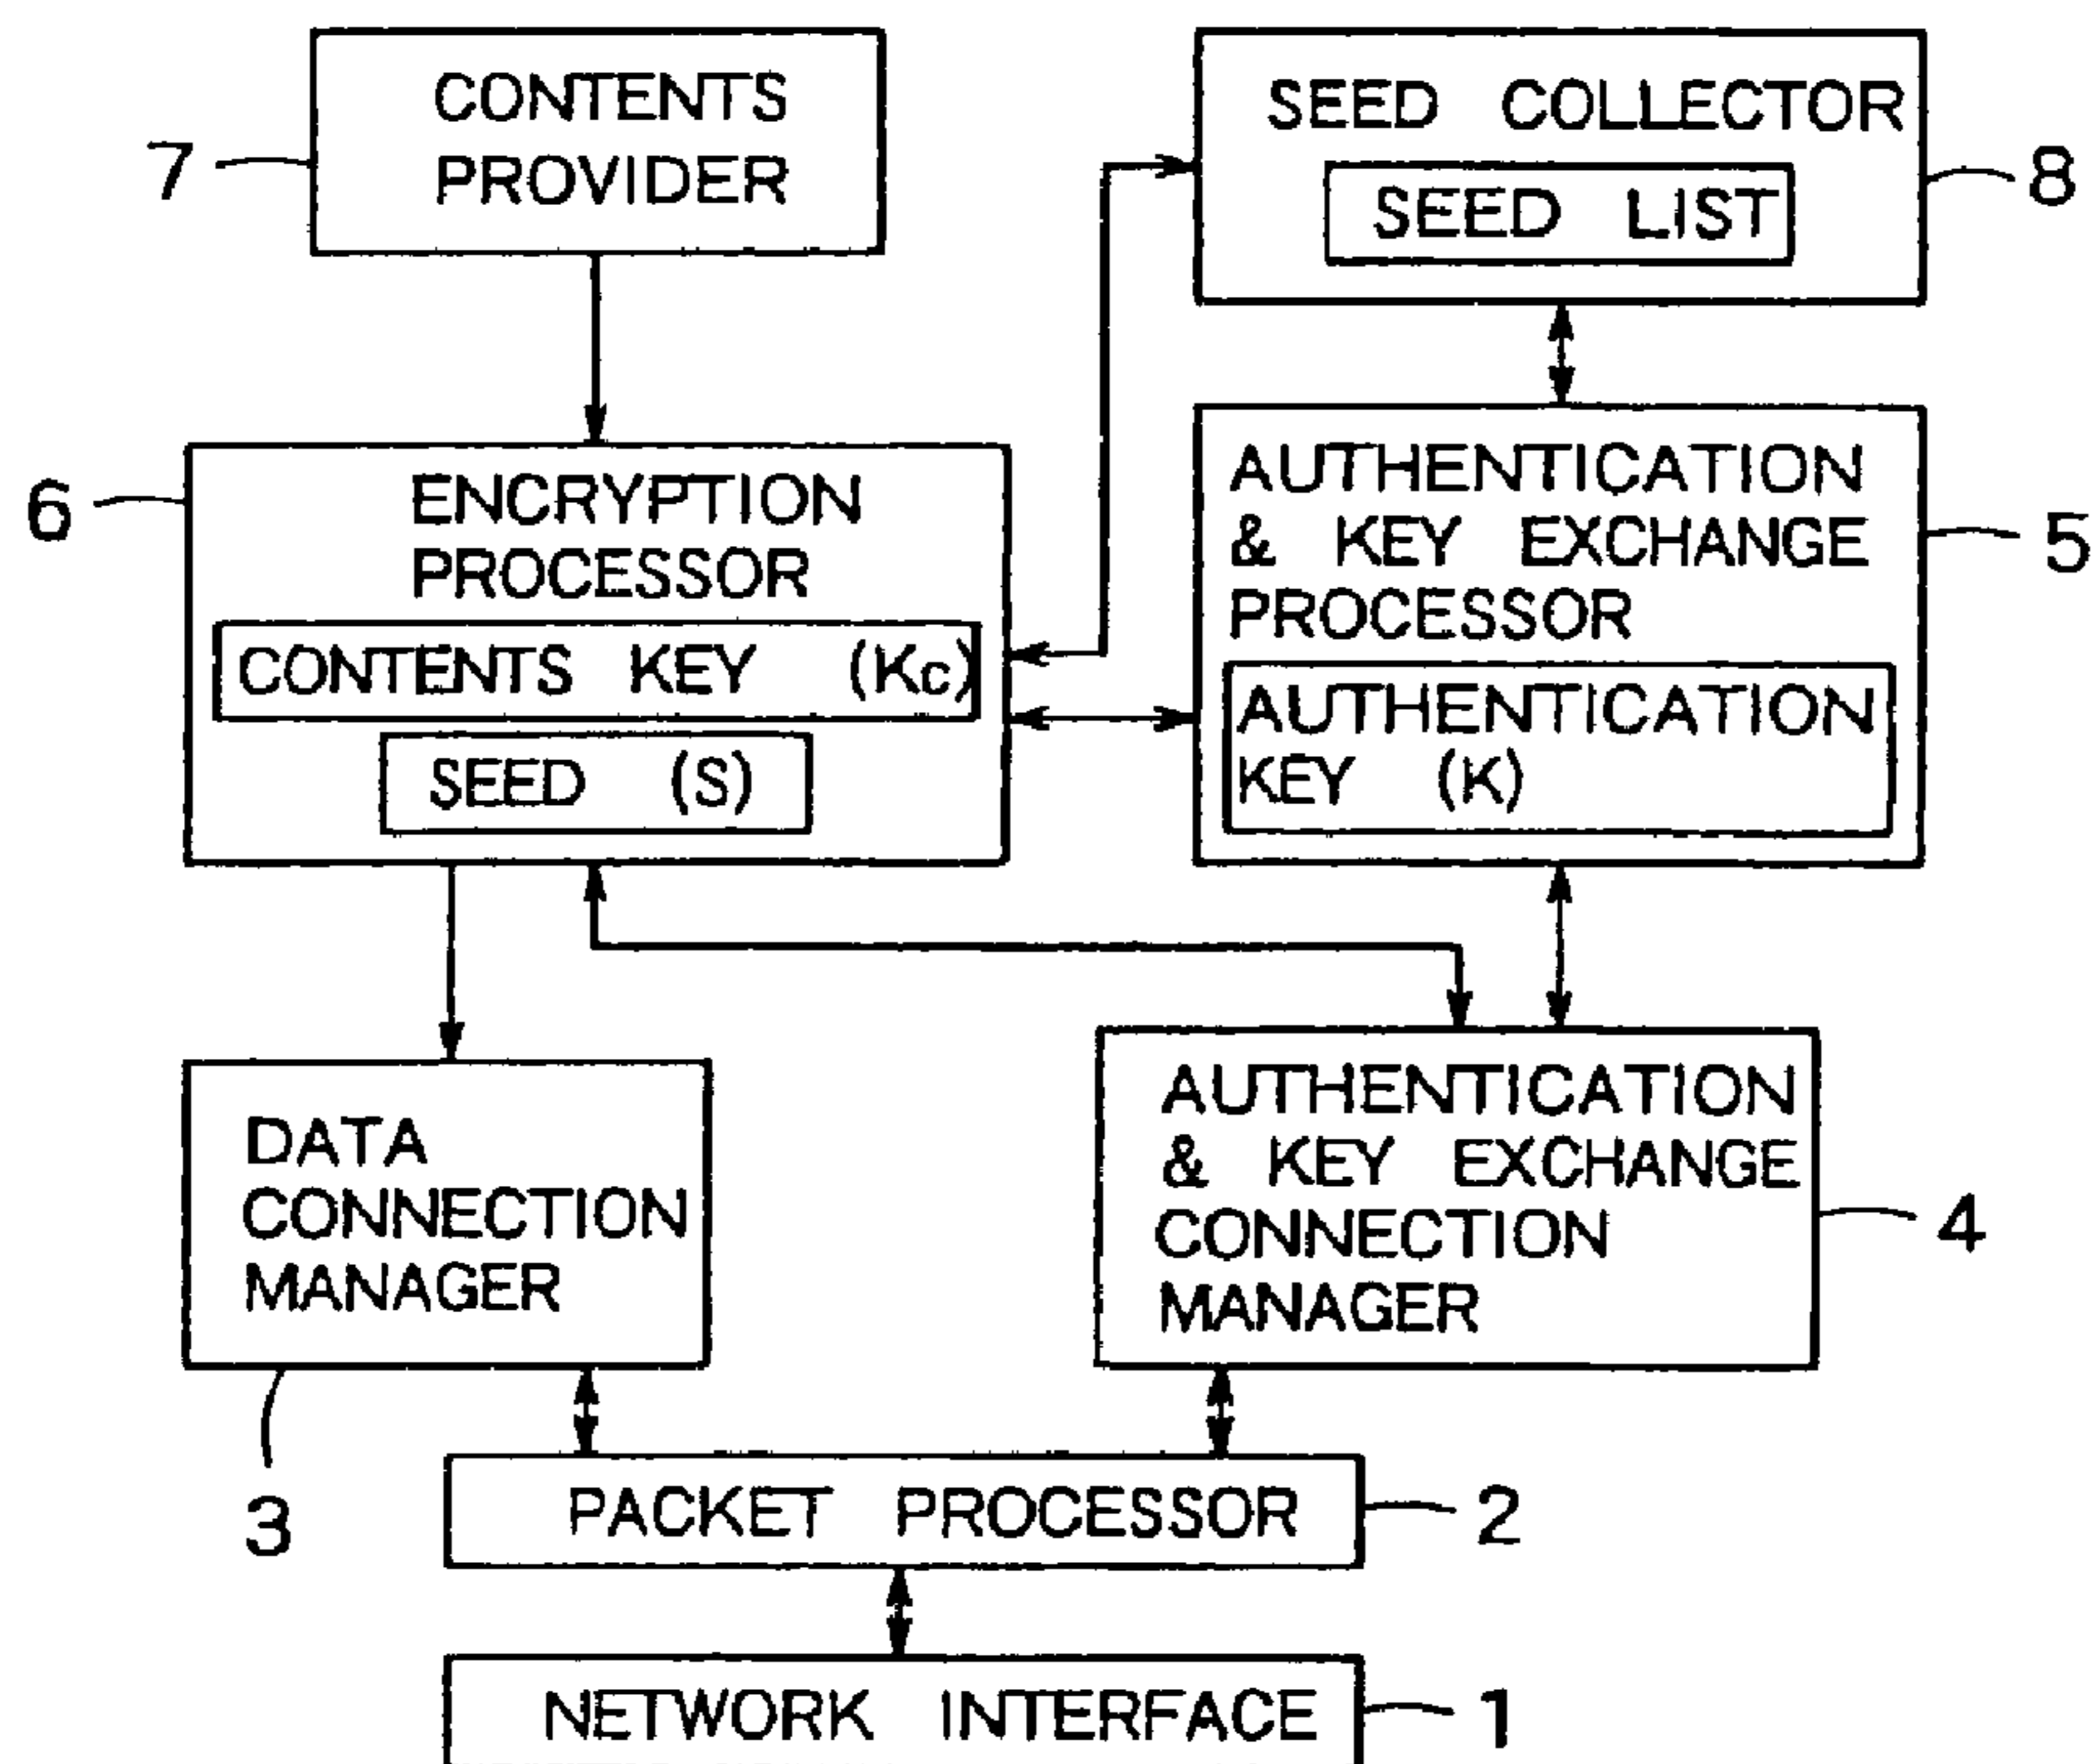 CONTENTS
PROVIDER
7
SEED COLLECTOR
SEED LIST
8
6
ENCRYPTION
PROCESSOR
CONTENTS KEY (Kc)
SEED (S)
AUTHENTICATION
& KEY EXCHANGE
PROCESSOR
AUTHENTICATION
KEY (K)
5
DATA
CONNECTION
MANAGER
3
AUTHENTICATION
& KEY EXCHANGE
CONNECTION
MANAGER
4
PACKET PROCESSOR
2
NETWORK INTERFACE
1